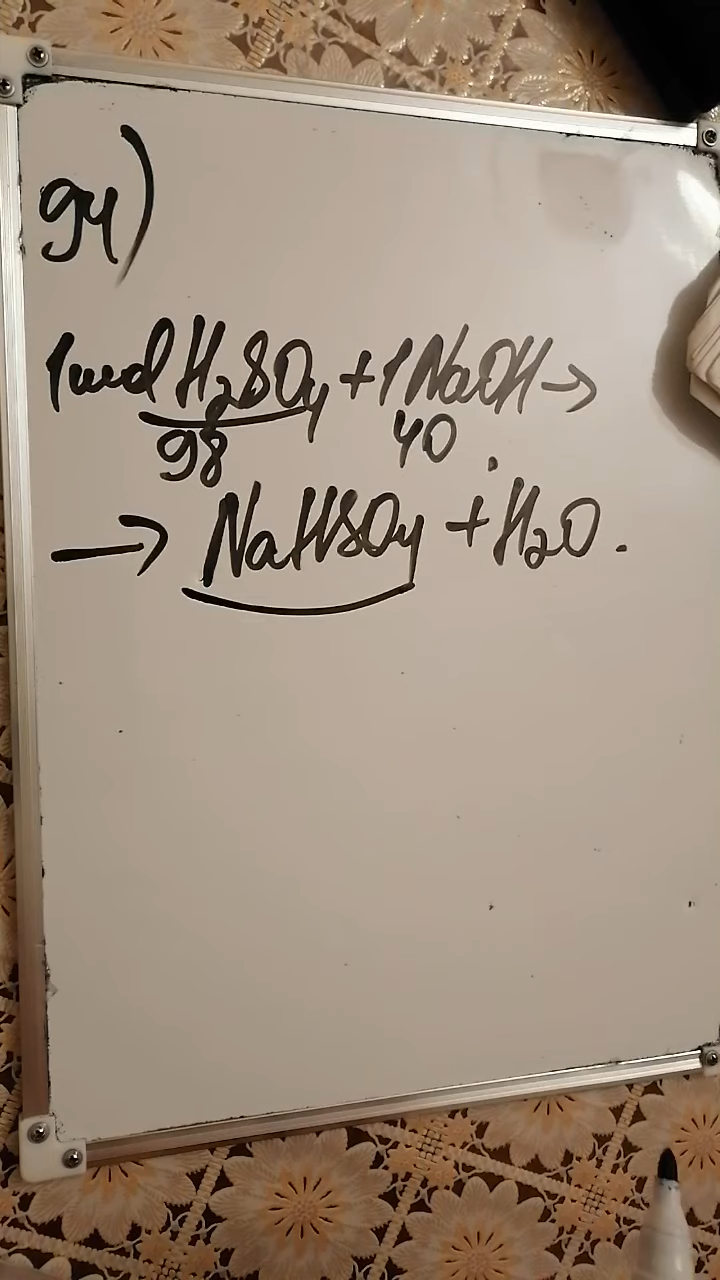 94)
1mol H₂SO₄ + 1 NaOH →
98 40
→ NaHSO₄ + H₂O.